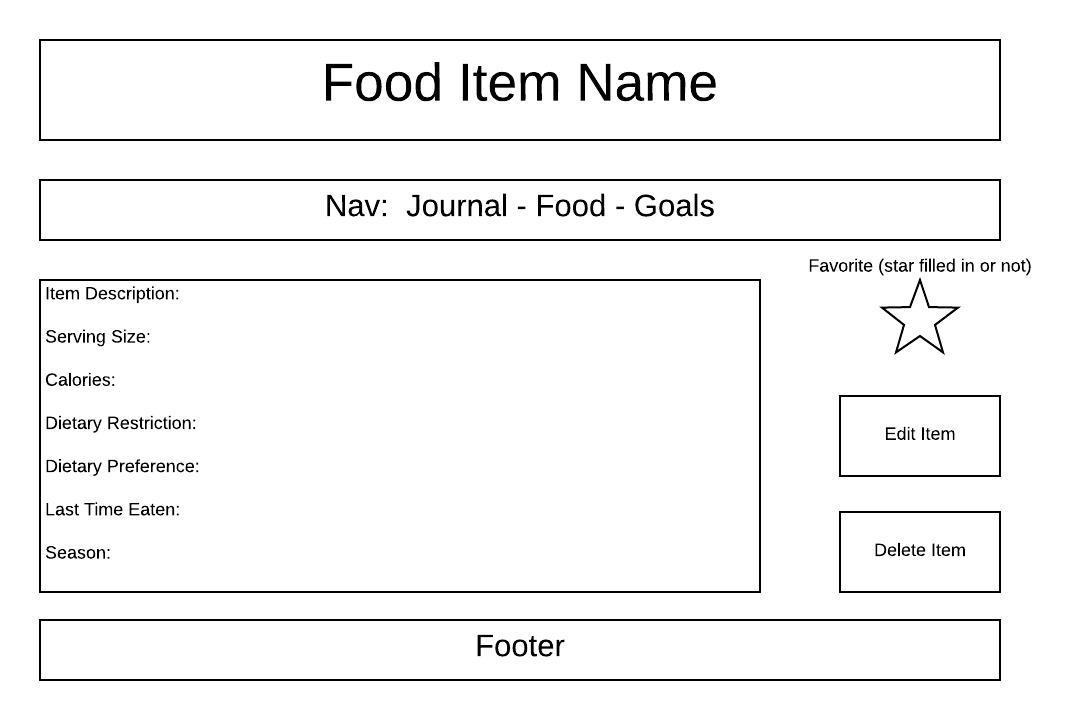 Food Item Name
Nav:  Journal - Food - Goals
Favorite (star filled in or not)
Item Description:
Serving Size:
Calories:
Dietary Restriction:
Dietary Preference:
Last Time Eaten:
Season:
Edit Item
Delete Item
Footer